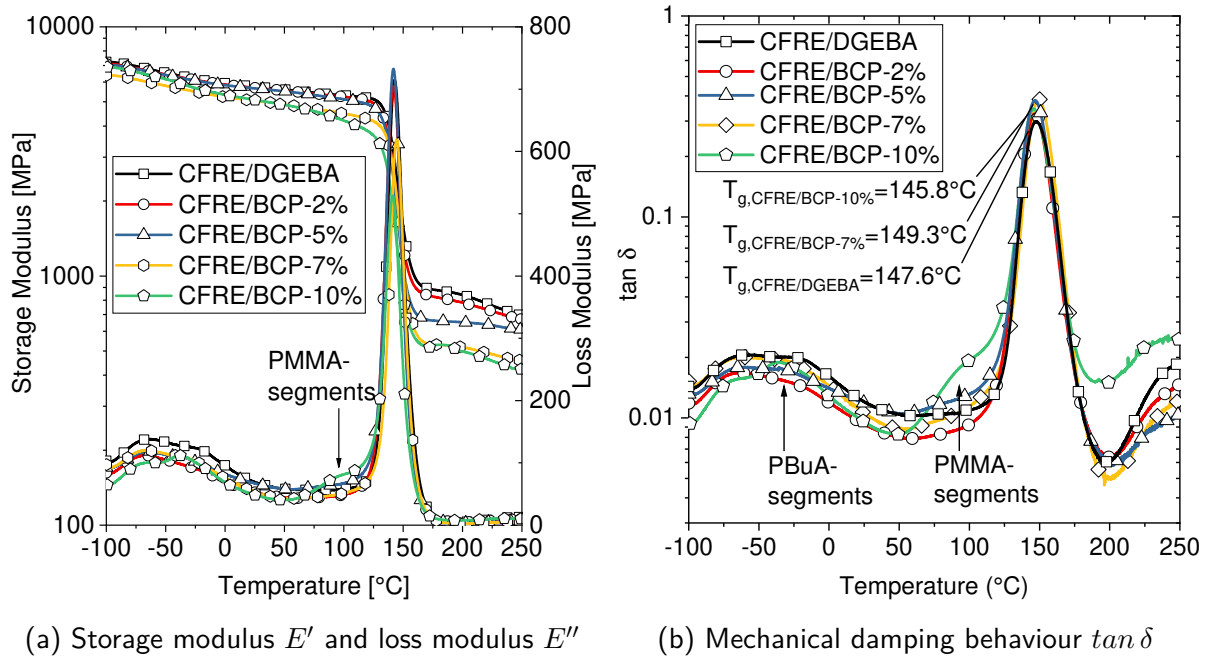 10000
1000
100
Storage Modulus [MPa]
800
600
400
200
0
Loss Modulus [MPa]
CFRE/DGEBA
CFRE/BCP-2%
CFRE/BCP-5%
CFRE/BCP-7%
CFRE/BCP-10%
PMMA-
segments
-100 -50 0 50 100 150 200 250
Temperature [°C]
(a) Storage modulus E′ and loss modulus E″
1
0.1
0.01
tan δ
CFRE/DGEBA
CFRE/BCP-2%
CFRE/BCP-5%
CFRE/BCP-7%
CFRE/BCP-10%
Tg,CFRE/BCP-10%=145.8°C
Tg,CFRE/BCP-7%=149.3°C
Tg,CFRE/DGEBA=147.6°C
PBuA-
segments
PMMA-
segments
-100 -50 0 50 100 150 200 250
Temperature (°C)
(b) Mechanical damping behaviour tan δ